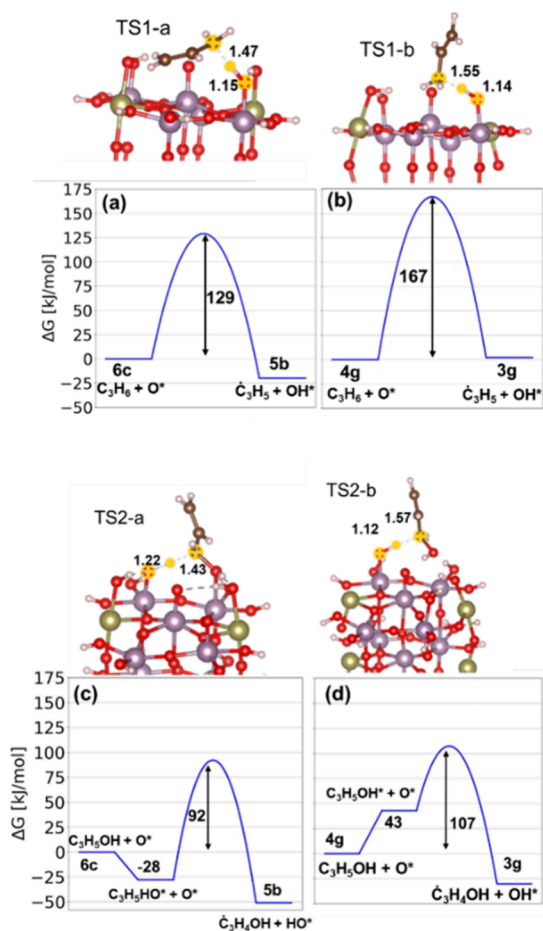 TS1-a
1.47
1.15
TS1-b
1.55
1.14
(a)
(b)
175
150
125
100
75
50
25
0
−25
−50
ΔG [kJ/mol]
129
6c
C3H6 + O*
5b
Ċ3H5 + OH*
167
4g
C3H6 + O*
3g
Ċ3H5 + OH*
TS2-a
1.22
1.43
TS2-b
1.12
1.57
(c)
(d)
175
150
125
100
75
50
25
0
−25
−50
ΔG [kJ/mol]
C3H5OH + O*
6c
-28
C3H5HO* + O*
92
5b
Ċ3H4OH + HO*
C3H5OH* + O*
43
4g
C3H5OH + O*
107
3g
Ċ3H4OH + OH*